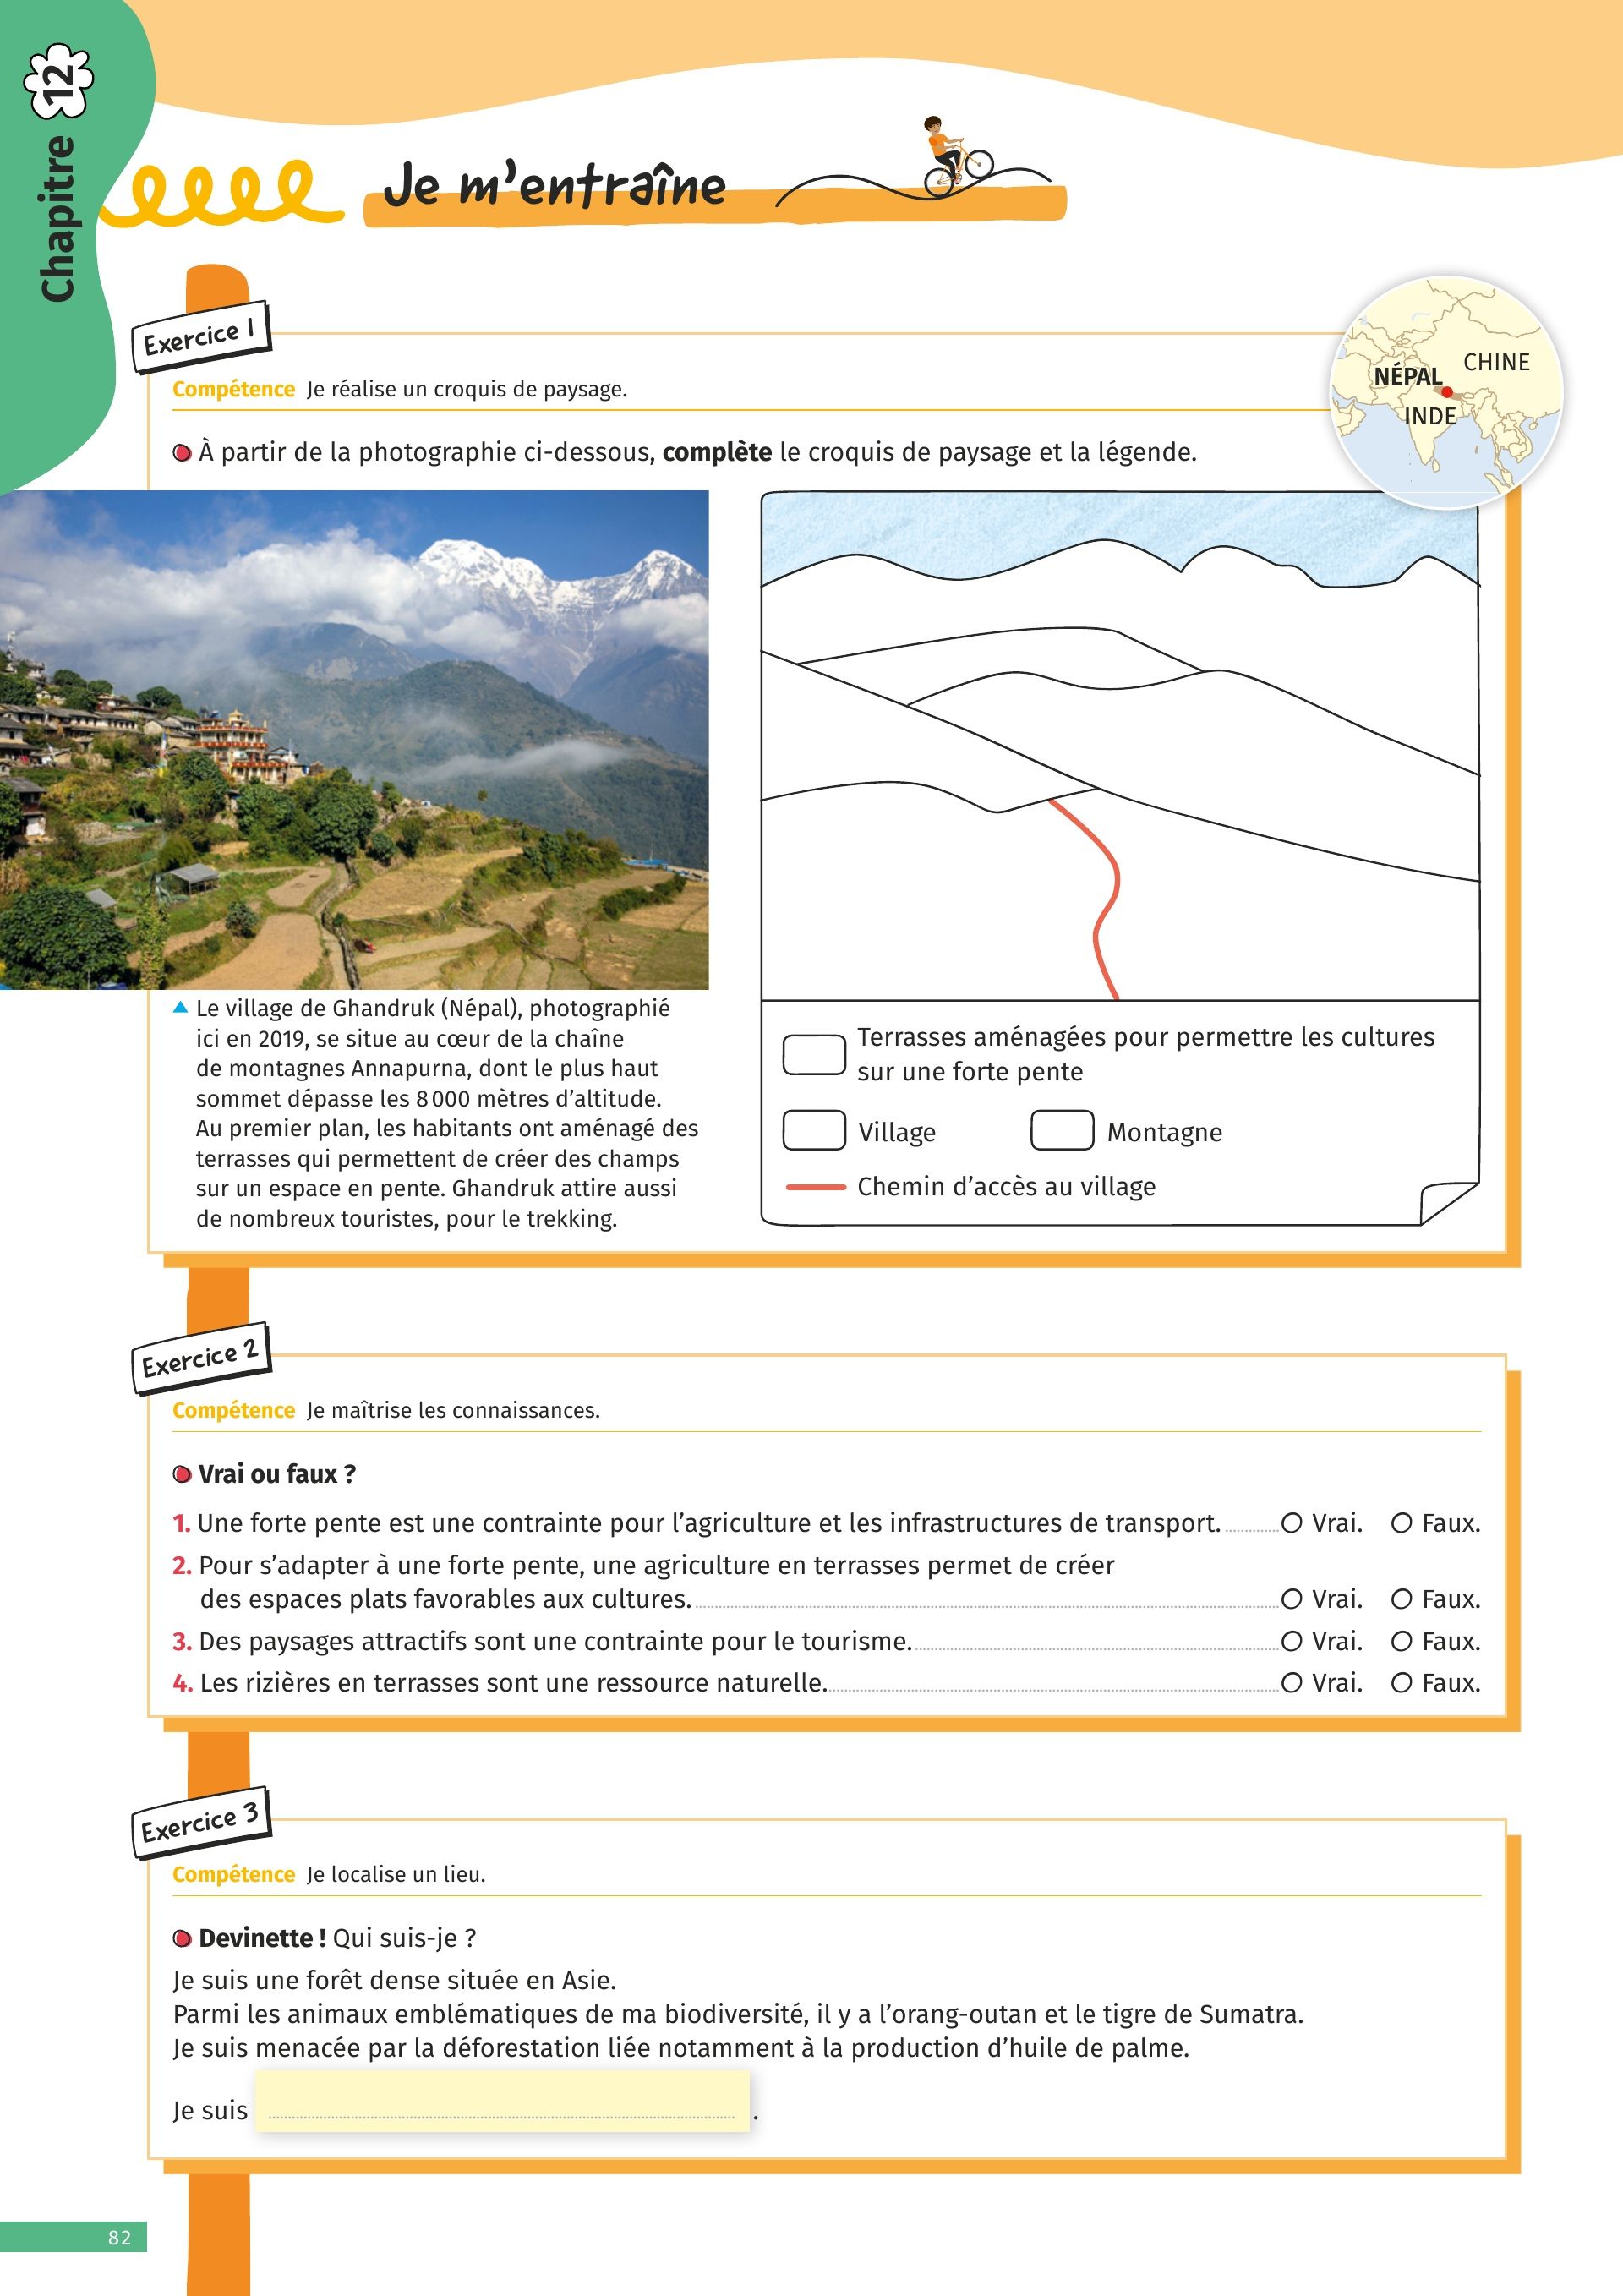 Chapitre 12
Je m'entraîne
Exercice 1
Compétence Je réalise un croquis de paysage.
À partir de la photographie ci-dessous, complète le croquis de paysage et la légende.
CHINE
NÉPAL
INDE
Le village de Ghandruk (Népal), photographié
ici en 2019, se situe au cœur de la chaîne
de montagnes Annapurna, dont le plus haut
sommet dépasse les 8 000 mètres d'altitude.
Au premier plan, les habitants ont aménagé des
terrasses qui permettent de créer des champs
sur un espace en pente. Ghandruk attire aussi
de nombreux touristes, pour le trekking.
Terrasses aménagées pour permettre les cultures
sur une forte pente
Village Montagne
Chemin d'accès au village
Exercice 2
Compétence Je maîtrise les connaissances.
Vrai ou faux ?
1. Une forte pente est une contrainte pour l'agriculture et les infrastructures de transport. Vrai. Faux.
2. Pour s'adapter à une forte pente, une agriculture en terrasses permet de créer
des espaces plats favorables aux cultures. Vrai. Faux.
3. Des paysages attractifs sont une contrainte pour le tourisme. Vrai. Faux.
4. Les rizières en terrasses sont une ressource naturelle. Vrai. Faux.
Exercice 3
Compétence Je localise un lieu.
Devinette ! Qui suis-je ?
Je suis une forêt dense située en Asie.
Parmi les animaux emblématiques de ma biodiversité, il y a l'orang-outan et le tigre de Sumatra.
Je suis menacée par la déforestation liée notamment à la production d'huile de palme.
Je suis .
82